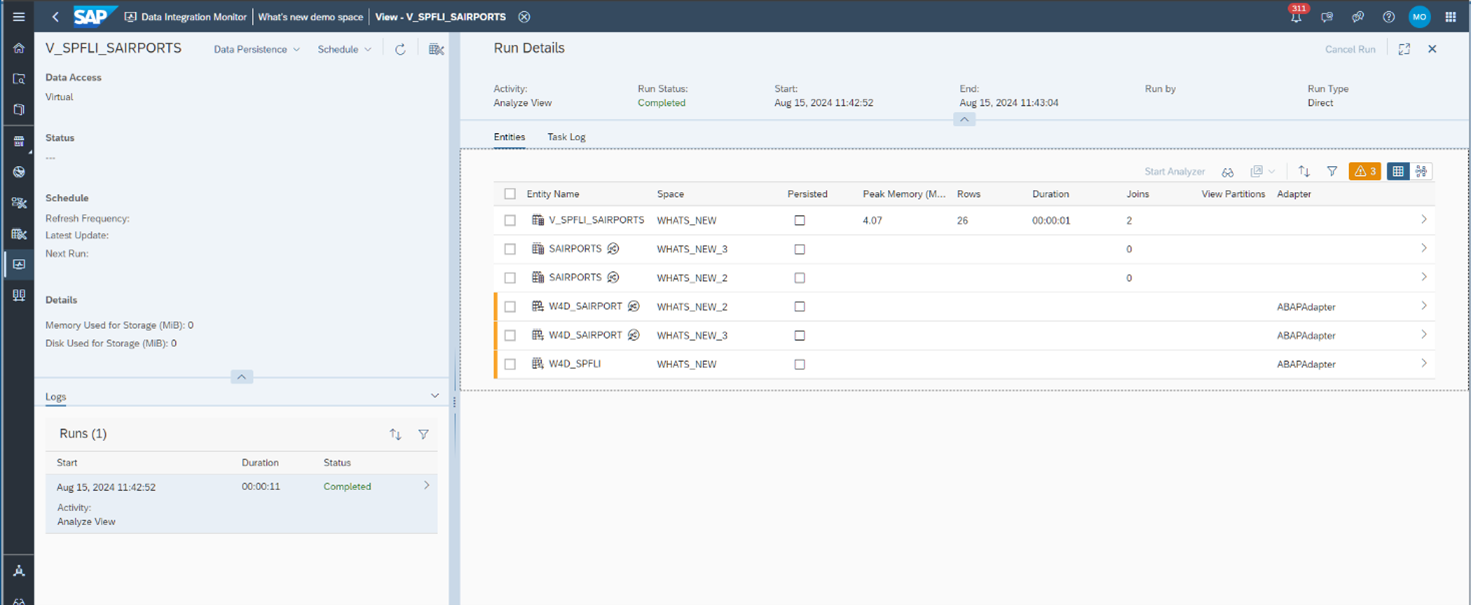 SAP Data Integration Monitor What's new demo space View - V_SPFLI_SAIRPORTS 311 MO
V_SPFLI_SAIRPORTS Data Persistence Schedule
Data Access
Virtual
Status
---
Schedule
Refresh Frequency:
Latest Update:
Next Run:
Details
Memory Used for Storage (MiB): 0
Disk Used for Storage (MiB): 0
Logs
Runs (1)
Start Duration Status
Aug 15, 2024 11:42:52 00:00:11 Completed
Activity:
Analyze View
Run Details Cancel Run
Activity: Run Status: Start: End: Run by Run Type
Analyze View Completed Aug 15, 2024 11:42:52 Aug 15, 2024 11:43:04 Direct
Entities Task Log
Start Analyzer 3
Entity Name Space Persisted Peak Memory (M... Rows Duration Joins View Partitions Adapter
V_SPFLI_SAIRPORTS WHATS_NEW 4.07 26 00:00:01 2
SAIRPORTS WHATS_NEW_3 0
SAIRPORTS WHATS_NEW_2 0
W4D_SAIRPORT WHATS_NEW_2 ABAPAdapter
W4D_SAIRPORT WHATS_NEW_3 ABAPAdapter
W4D_SPFLI WHATS_NEW ABAPAdapter